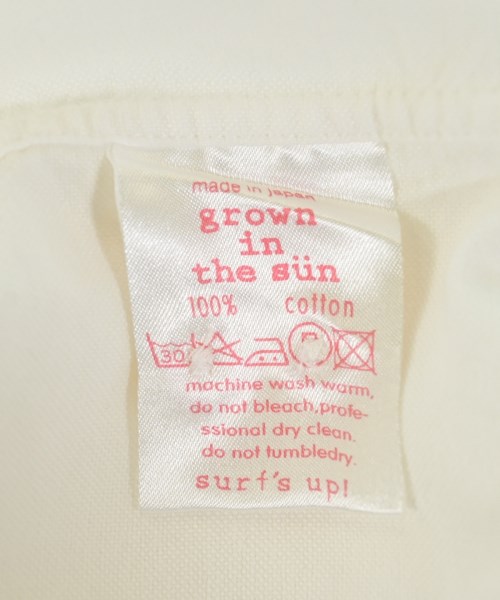 made in japan
grown
in
the sün
100% cotton
30 P
machine wash warm,
do not bleach,profe-
ssional dry clean.
do not tumbledry.
surf's up!